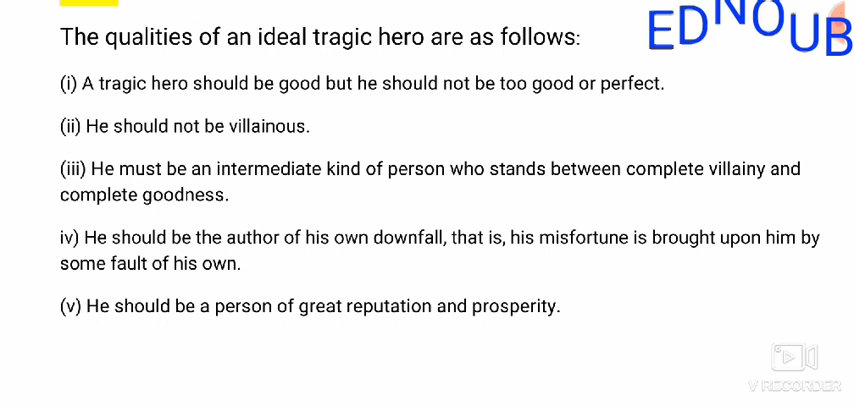 EDNOUB
The qualities of an ideal tragic hero are as follows:
(i) A tragic hero should be good but he should not be too good or perfect.
(ii) He should not be villainous.
(iii) He must be an intermediate kind of person who stands between complete villainy and
complete goodness.
iv) He should be the author of his own downfall, that is, his misfortune is brought upon him by
some fault of his own.
(v) He should be a person of great reputation and prosperity.
V RECORDER